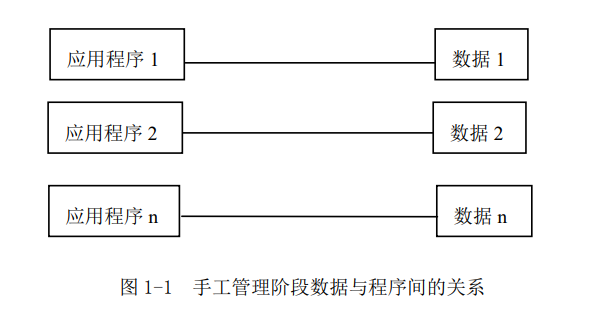 应用程序 1 数据 1
应用程序 2 数据 2
应用程序 n 数据 n
图 1-1 手工管理阶段数据与程序间的关系